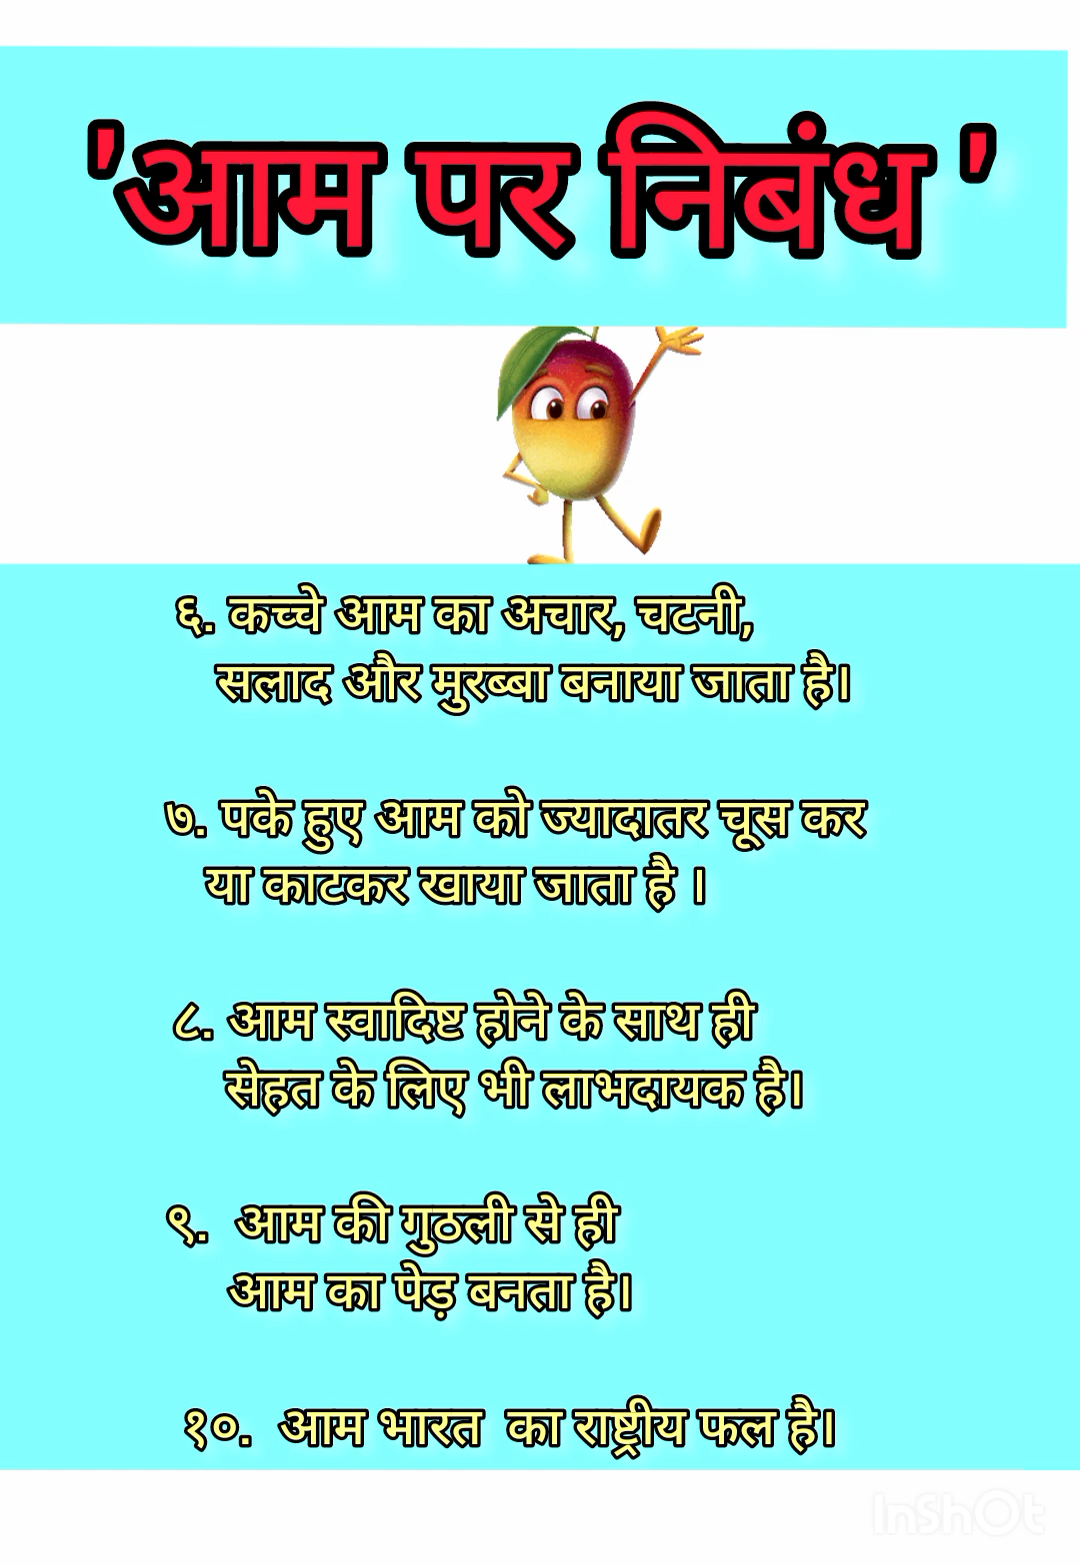 'आम पर निबंध '
६. कच्चे आम का अचार, चटनी,
सलाद और मुरब्बा बनाया जाता है।
७. पके हुए आम को ज्यादातर चूस कर
या काटकर खाया जाता है ।
८. आम स्वादिष्ट होने के साथ ही
सेहत के लिए भी लाभदायक है।
९. आम की गुठली से ही
आम का पेड़ बनता है।
१०. आम भारत का राष्ट्रीय फल है।
InShOt